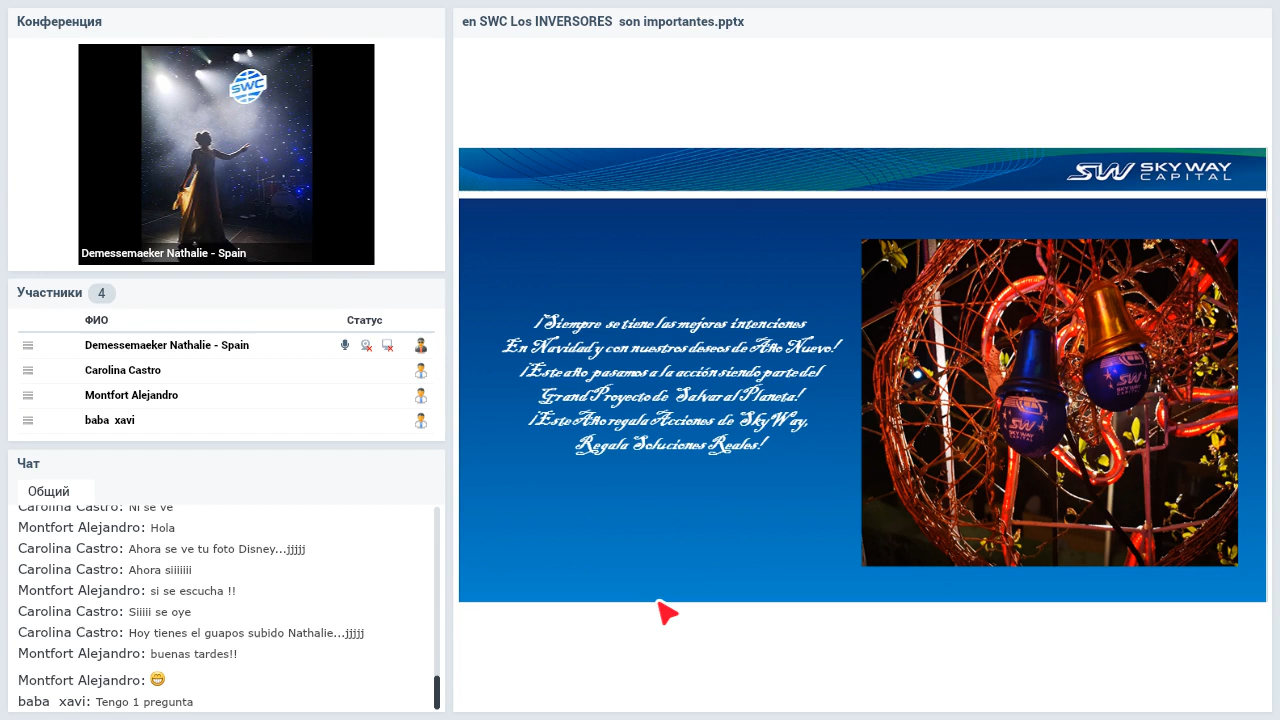 Конференция
SWC
Demessemaeker Nathalie - Spain
Участники 4
ФИО Статус
Demessemaeker Nathalie - Spain
Carolina Castro
Montfort Alejandro
baba xavi
Чат
Общий
Carolina Castro: Ni se ve
Montfort Alejandro: Hola
Carolina Castro: Ahora se ve tu foto Disney...jjjjj
Carolina Castro: Ahora siiiiiii
Montfort Alejandro: si se escucha !!
Carolina Castro: Siiiii se oye
Carolina Castro: Hoy tienes el guapos subido Nathalie...jjjjj
Montfort Alejandro: buenas tardes!!
Montfort Alejandro: 😁
baba xavi: Tengo 1 pregunta
en SWC Los INVERSORES son importantes.pptx
SW SKY WAY
CAPITAL
¡Siempre se tiene las mejores intenciones
En Navidad y con nuestros deseos de Año Nuevo!
¡Este año pasamos a la acción siendo parte del
Grand Proyecto de Salvar al Planeta!
¡Este Año regala Acciones de SkyWay,
Regala Soluciones Reales!
SW
SKY WAY
CAPITAL
SW
SKY WAY
CAPITAL